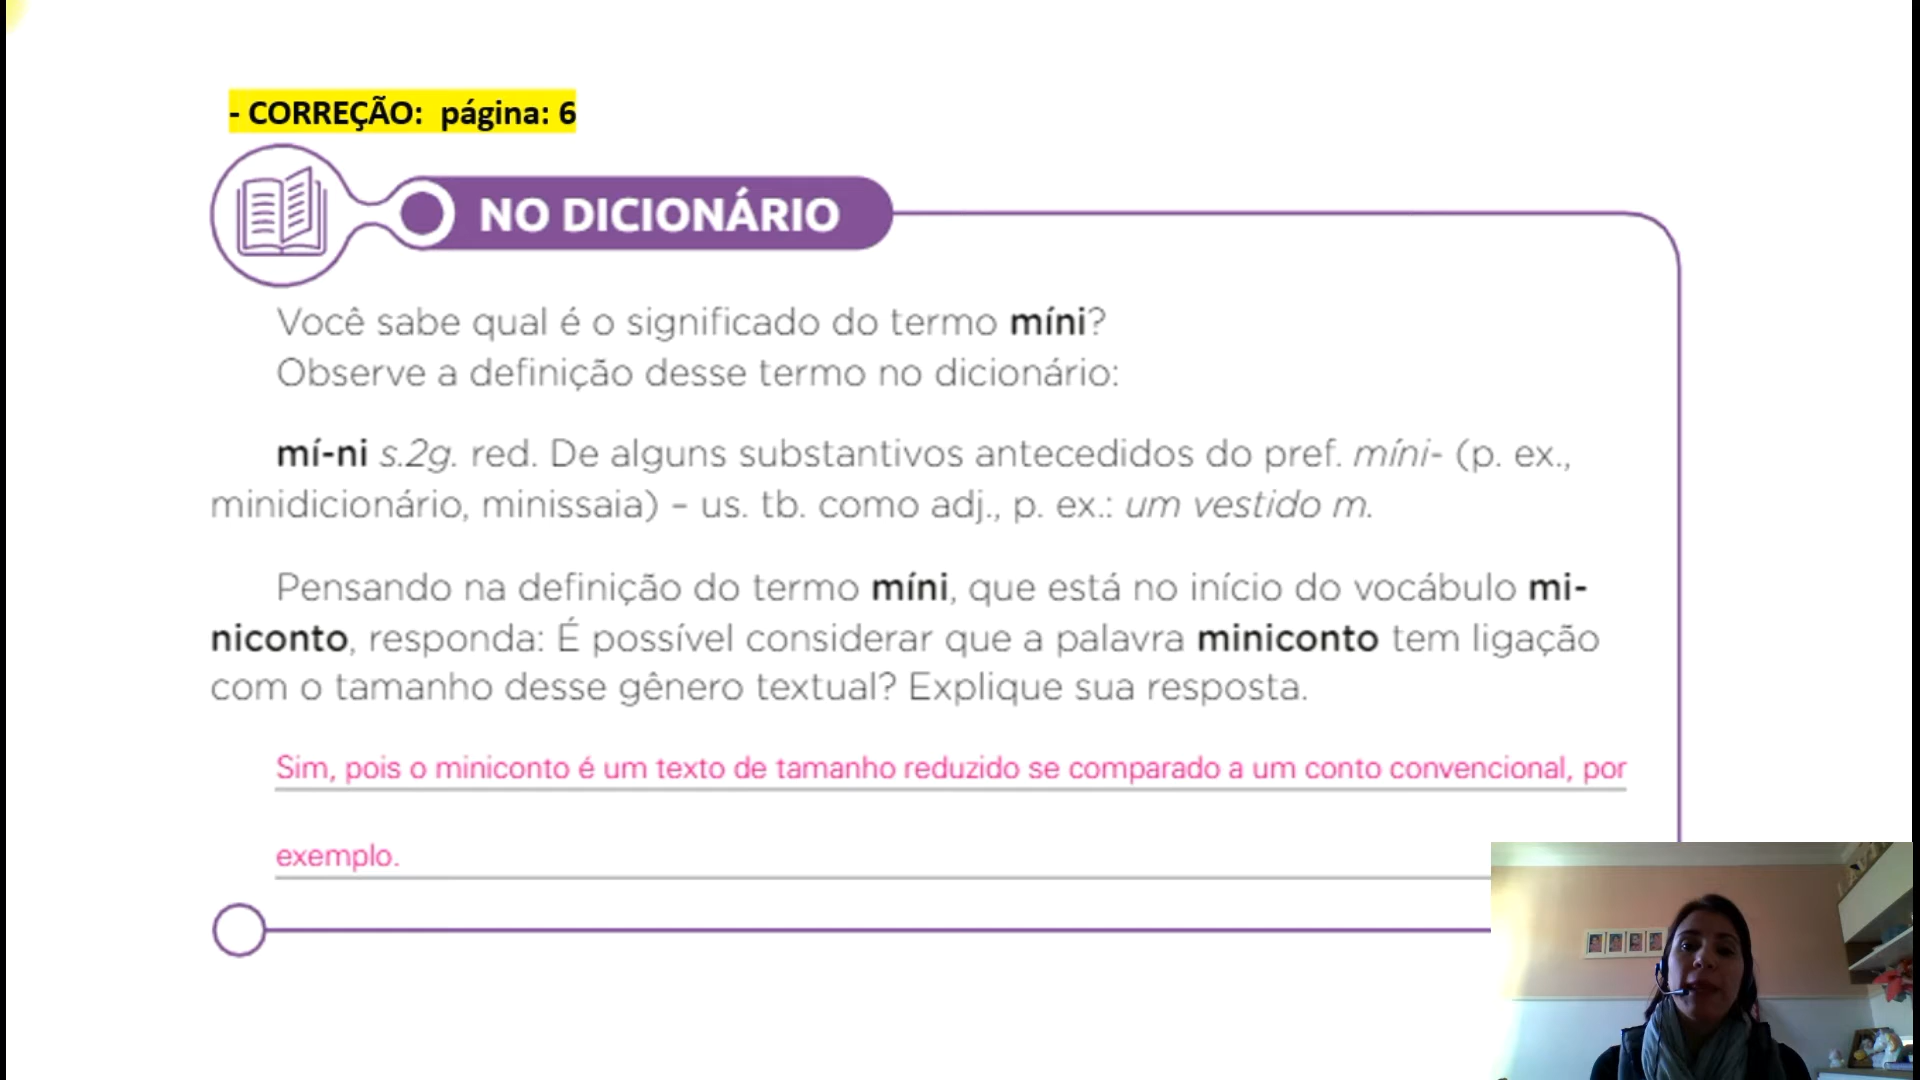 - CORREÇÃO: página: 6
NO DICIONÁRIO
Você sabe qual é o significado do termo míni?
Observe a definição desse termo no dicionário:
mí-ni s.2g. red. De alguns substantivos antecedidos do pref. míni- (p. ex.,
minidicionário, minissaia) – us. tb. como adj., p. ex.: um vestido m.
Pensando na definição do termo míni, que está no início do vocábulo mi-
niconto, responda: É possível considerar que a palavra miniconto tem ligação
com o tamanho desse gênero textual? Explique sua resposta.
Sim, pois o miniconto é um texto de tamanho reduzido se comparado a um conto convencional, por
exemplo.